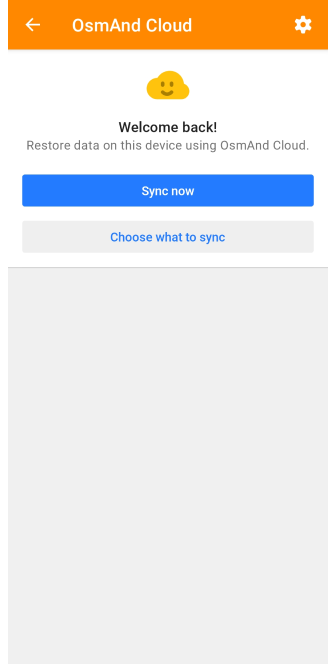 OsmAnd Cloud
Welcome back!
Restore data on this device using OsmAnd Cloud.
Sync now
Choose what to sync